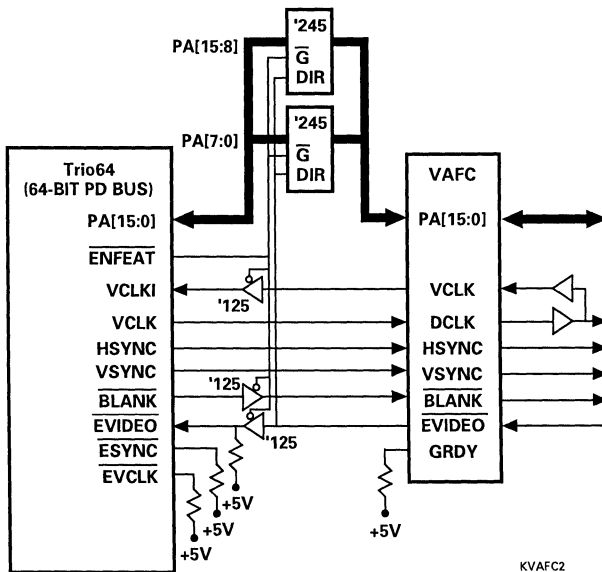 '245
PA[15:8]
G
DIR
'245
PA[7:0]
G
DIR
Trio64
(64-BIT PD BUS)
VAFC
PA[15:0]
PA[15:0]
ENFEAT
VCLKI
'125
VCLK
VCLK
DCLK
HSYNC
HSYNC
VSYNC
VSYNC
'125
BLANK
BLANK
EVIDEO
'125
EVIDEO
ESYNC
GRDY
EVCLK
+5V
+5V
+5V
+5V
KVAFC2